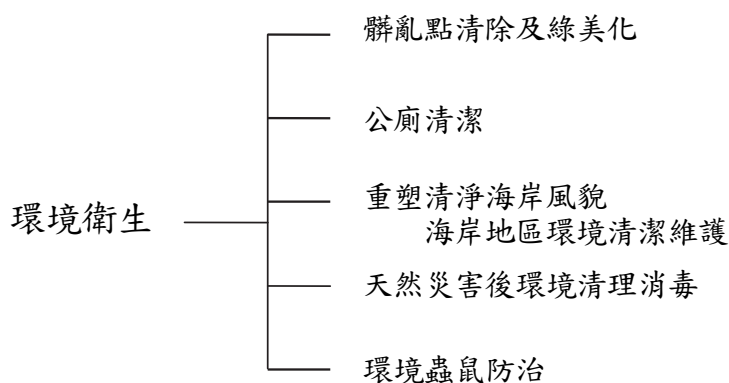 髒亂點清除及綠美化
公廁清潔
環境衛生
重塑清淨海岸風貌
海岸地區環境清潔維護
天然災害後環境清理消毒
環境蟲鼠防治